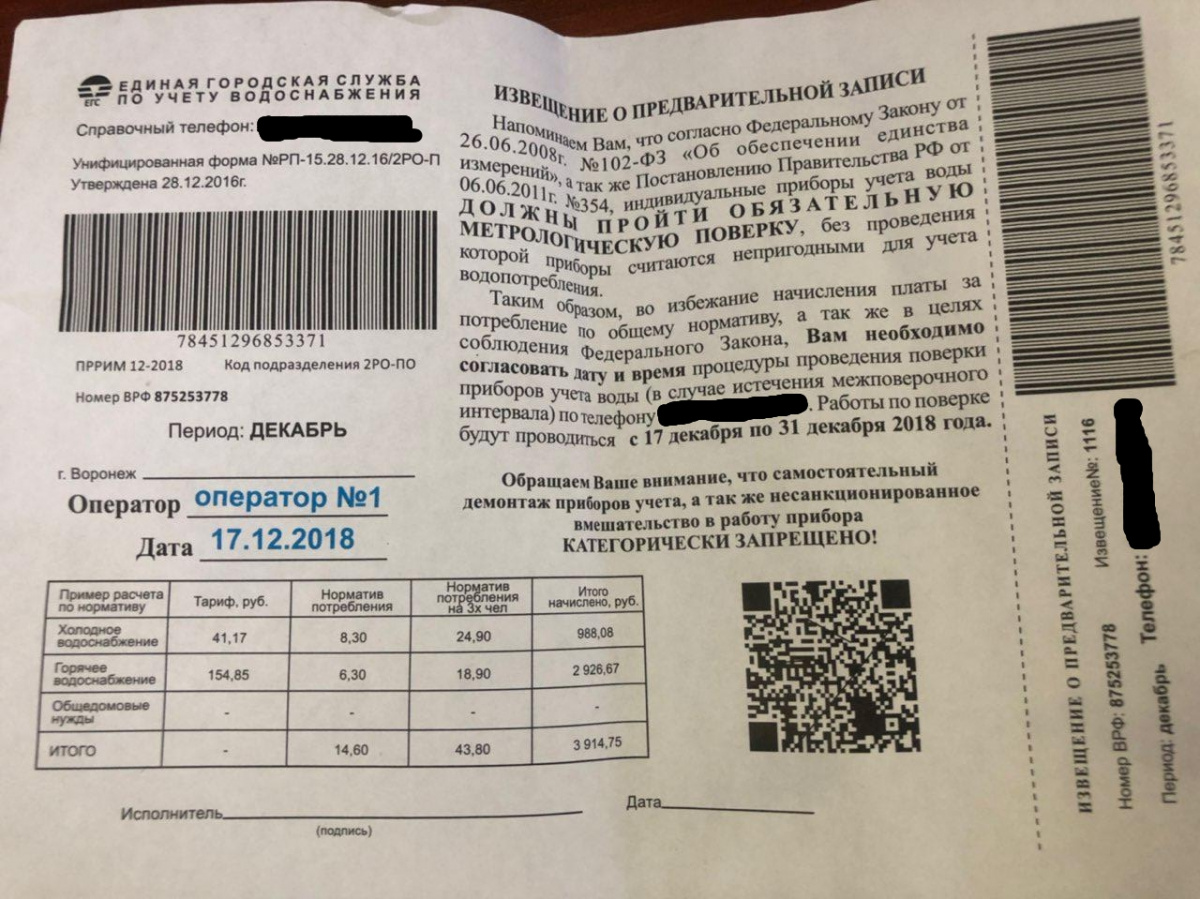 ЕГС
ЕДИНАЯ ГОРОДСКАЯ СЛУЖБА
ПО УЧЕТУ ВОДОСНАБЖЕНИЯ
Справочный телефон:
Унифицированная форма №РП-15.28.12.16/2РО-П
Утверждена 28.12.2016г.
78451296853371
ПРРИМ 12-2018 Код подразделения 2РО-ПО
Номер ВРФ 875253778
Период: ДЕКАБРЬ
г. Воронеж
Оператор оператор №1
Дата 17.12.2018
ИЗВЕЩЕНИЕ О ПРЕДВАРИТЕЛЬНОЙ ЗАПИСИ
Напоминаем Вам, что согласно Федеральному Закону от
26.06.2008г. №102-ФЗ «Об обеспечении единства
измерений», а так же Постановлению Правительства РФ от
06.06.2011г. №354, индивидуальные приборы учета воды
ДОЛЖНЫ ПРОЙТИ ОБЯЗАТЕЛЬНУЮ
МЕТРОЛОГИЧЕСКУЮ ПОВЕРКУ, без проведения
которой приборы считаются непригодными для учета
водопотребления.
Таким образом, во избежание начисления платы за
потребление по общему нормативу, а так же в целях
соблюдения Федерального Закона, Вам необходимо
согласовать дату и время процедуры проведения поверки
приборов учета воды (в случае истечения межповерочного
интервала) по телефону . Работы по поверке
будут проводиться с 17 декабря по 31 декабря 2018 года.
Обращаем Ваше внимание, что самостоятельный
демонтаж приборов учета, а так же несанкционированное
вмешательство в работу прибора
КАТЕГОРИЧЕСКИ ЗАПРЕЩЕНО!
Пример расчета по нормативу Тариф, руб. Норматив потребления Норматив потребления на 3х чел Итого начислено, руб.
Холодное водоснабжение 41,17 8,30 24,90 988,08
Горячее водоснабжение 154,85 6,30 18,90 2 926,67
Общедомовые нужды - - - -
ИТОГО - 14,60 43,80 3 914,75
Исполнитель Дата
(подпись)
78451296853371
ИЗВЕЩЕНИЕ О ПРЕДВАРИТЕЛЬНОЙ ЗАПИСИ
Номер ВРФ: 875253778 Извещение№: 1116
Период: декабрь Телефон: